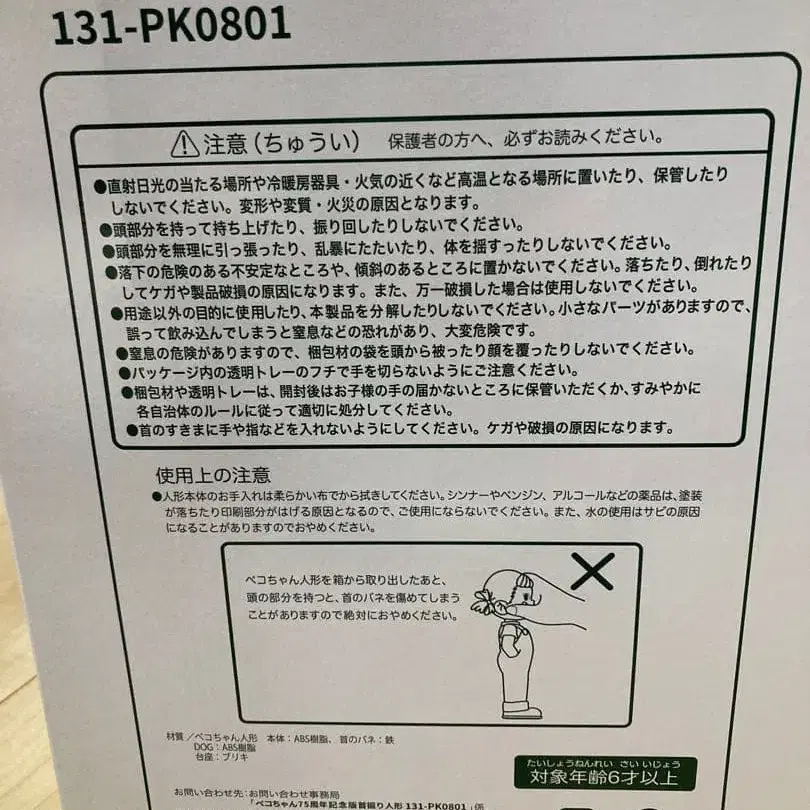 131-PK0801
⚠注意(ちゅうい) 保護者の方へ、必ずお読みください。
●直射日光の当たる場所や冷暖房器具・火気の近くなど高温となる場所に置いたり、保管したり
しないでください。変形や変質・火災の原因となります。
●頭部分を持って持ち上げたり、振り回したりしないでください。
●頭部分を無理に引っ張ったり、乱暴にたたいたり、体を揺すったりしないでください。
●落下の危険のある不安定なところや、傾斜のあるところに置かないでください。落ちたり、倒れたり
してケガや製品破損の原因になります。また、万一破損した場合は使用しないでください。
●用途以外の目的に使用したり、本製品を分解したりしないでください。小さなパーツがありますので、
誤って飲み込んでしまうと窒息などの恐れがあり、大変危険です。
●窒息の危険がありますので、梱包材の袋を頭から被ったり顔を覆ったりしないでください。
●パッケージ内の透明トレーのフチで手を切らないようにご注意ください。
●梱包材や透明トレーは、開封後はお子様の手の届かないところに保管いただくか、すみやかに
各自治体のルールに従って適切に処分してください。
●首のすきまに手や指などを入れないようにしてください。ケガや破損の原因になります。
使用上の注意
●人形本体のお手入れは柔らかい布でから拭きしてください。シンナーやベンジン、アルコールなどの薬品は、塗装
が落ちたり印刷部分がはげる原因となるので、ご使用にならないでください。また、水の使用はサビの原因
になることがありますのでおやめください。
ペコちゃん人形を箱から取り出したあと、
頭の部分を持つと、首のバネを傷めてしまう
ことがありますので絶対におやめください。
材質/ペコちゃん人形 本体:ABS樹脂、首のバネ:鉄
DOG:ABS樹脂
台座:ブリキ
たいしょうねんれい さい いじょう
対象年齢6才以上
お問い合わせ先:お問い合わせ事務局
「ペコちゃん75周年記念版首振り人形 131-PK0801」係